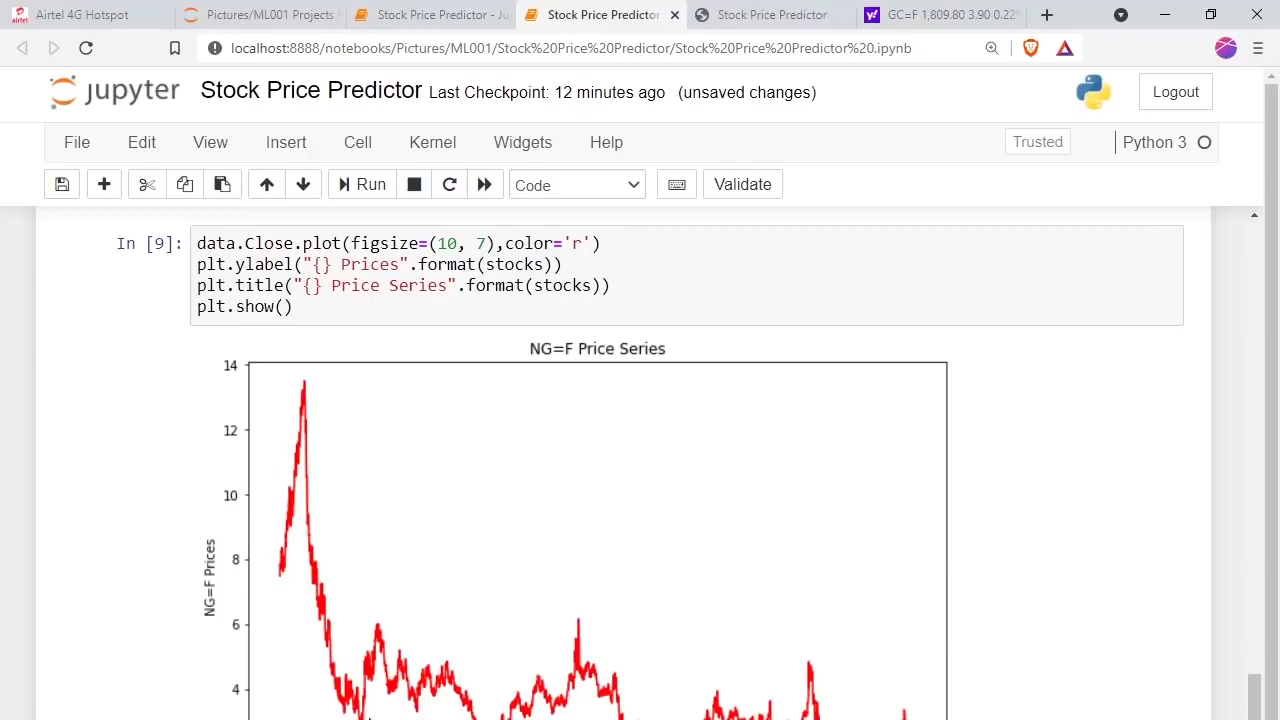 Airtel 4G Hotspot
Pictures/ML001 Projects
Stock Price Predictor - Ju
Stock Price Predictor
Stock Price Predictor
GC=F 1,809.80 3.90 0.22%
localhost:8888/notebooks/Pictures/ML001/Stock%20Price%20Predictor/Stock%20Price%20Predictor%20.ipynb
jupyter Stock Price Predictor Last Checkpoint: 12 minutes ago (unsaved changes)
Logout
File Edit View Insert Cell Kernel Widgets Help
Trusted Python 3
Run Code Validate
In [9]: data.Close.plot(figsize=(10, 7),color='r')
plt.ylabel("{} Prices".format(stocks))
plt.title("{} Price Series".format(stocks))
plt.show()
NG=F Price Series
14
12
10
8
6
4
NG=F Prices